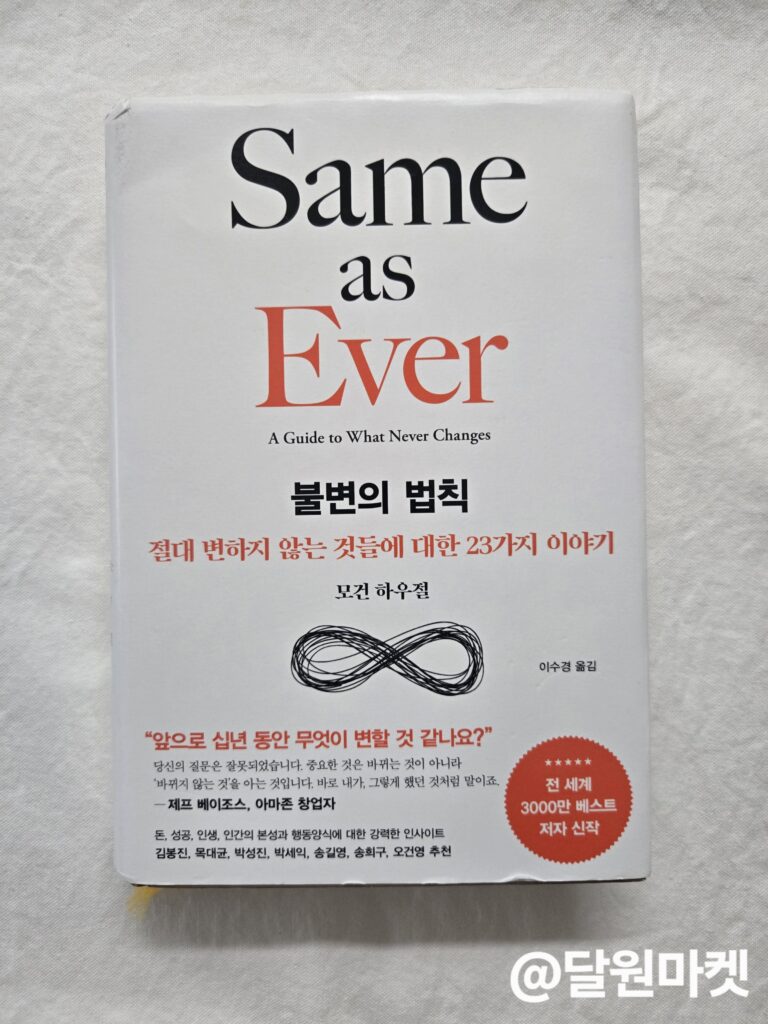 Same
as
Ever
A Guide to What Never Changes
불변의 법칙
절대 변하지 않는 것들에 대한 23가지 이야기
모건 하우절
이수경 옮김
“앞으로 십년 동안 무엇이 변할 것 같나요?”
당신의 질문은 잘못되었습니다. 중요한 것은 바뀌는 것이 아니라
‘바뀌지 않는 것’을 아는 것입니다. 바로 내가, 그렇게 했던 것처럼 말이죠.
— 제프 베이조스, 아마존 창업자
돈, 성공, 인생, 인간의 본성과 행동양식에 대한 강력한 인사이트
김봉진, 목대균, 박성진, 박세익, 송길영, 송희구, 오건영 추천
★★★★★
전 세계
3000만 베스트
저자 신작
@달원마켓